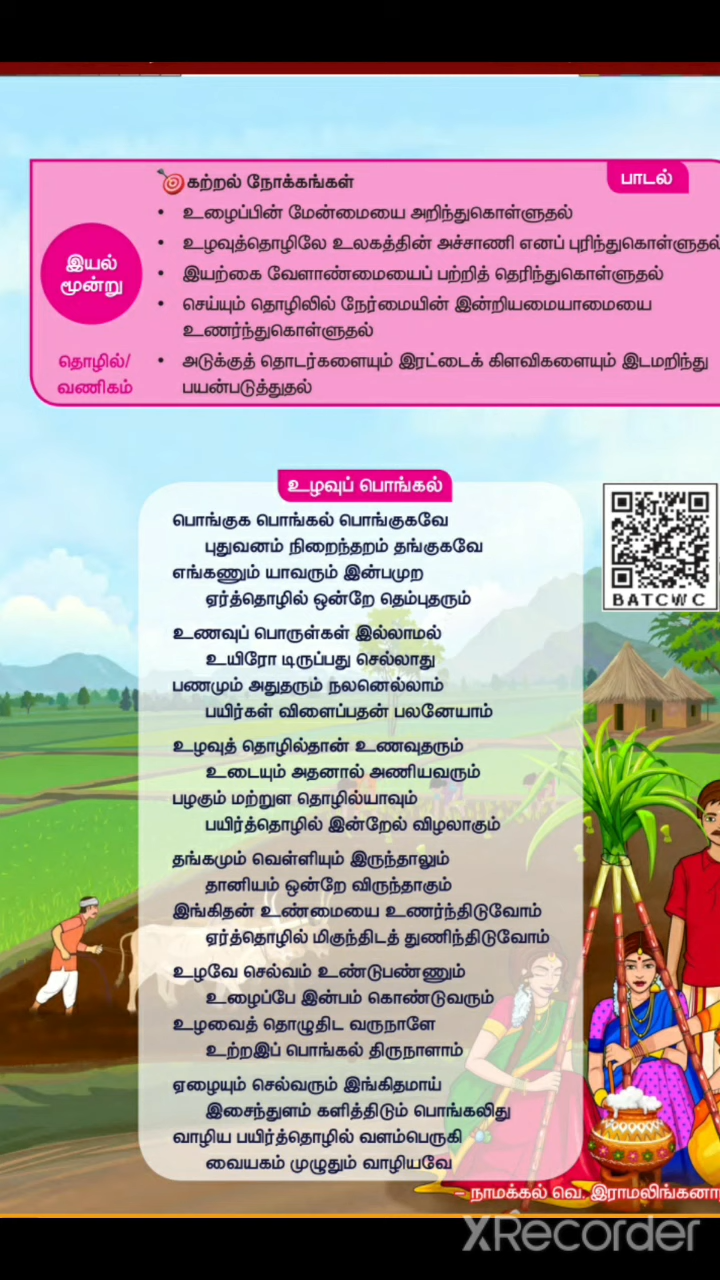 கற்றல் நோக்கங்கள்
பாடல்
• உழைப்பின் மேன்மையை அறிந்துகொள்ளுதல்
• உழவுத்தொழிலே உலகத்தின் அச்சாணி எனப் புரிந்துகொள்ளுதல்
• இயற்கை வேளாண்மையைப் பற்றித் தெரிந்துகொள்ளுதல்
• செய்யும் தொழிலில் நேர்மையின் இன்றியமையாமையை
உணர்ந்துகொள்ளுதல்
• அடுக்குத் தொடர்களையும் இரட்டைக் கிளவிகளையும் இடமறிந்து
பயன்படுத்துதல்
இயல்
மூன்று
தொழில்/
வணிகம்
உழவுப் பொங்கல்
பொங்குக பொங்கல் பொங்குகவே
புதுவனம் நிறைந்தறம் தங்குகவே
எங்கணும் யாவரும் இன்பமுற
ஏர்த்தொழில் ஒன்றே தெம்புதரும்
உணவுப் பொருள்கள் இல்லாமல்
உயிரோ டிருப்பது செல்லாது
பணமும் அதுதரும் நலனெல்லாம்
பயிர்கள் விளைப்பதன் பலனேயாம்
உழவுத் தொழில்தான் உணவுதரும்
உடையும் அதனால் அணியவரும்
பழகும் மற்றுள தொழில்யாவும்
பயிர்த்தொழில் இன்றேல் விழலாகும்
தங்கமும் வெள்ளியும் இருந்தாலும்
தானியம் ஒன்றே விருந்தாகும்
இங்கிதன் உண்மையை உணர்ந்திடுவோம்
ஏர்த்தொழில் மிகுந்திடத் துணிந்திடுவோம்
உழவே செல்வம் உண்டுபண்ணும்
உழைப்பே இன்பம் கொண்டுவரும்
உழவைத் தொழுதிட வருநாளே
உற்றஇப் பொங்கல் திருநாளாம்
ஏழையும் செல்வரும் இங்கிதமாய்
இசைந்துளம் களித்திடும் பொங்கலிது
வாழிய பயிர்த்தொழில் வளம்பெருகி
வையகம் முழுதும் வாழியவே
– நாமக்கல் வெ. இராமலிங்கனார்
BATCWC
XRecorder